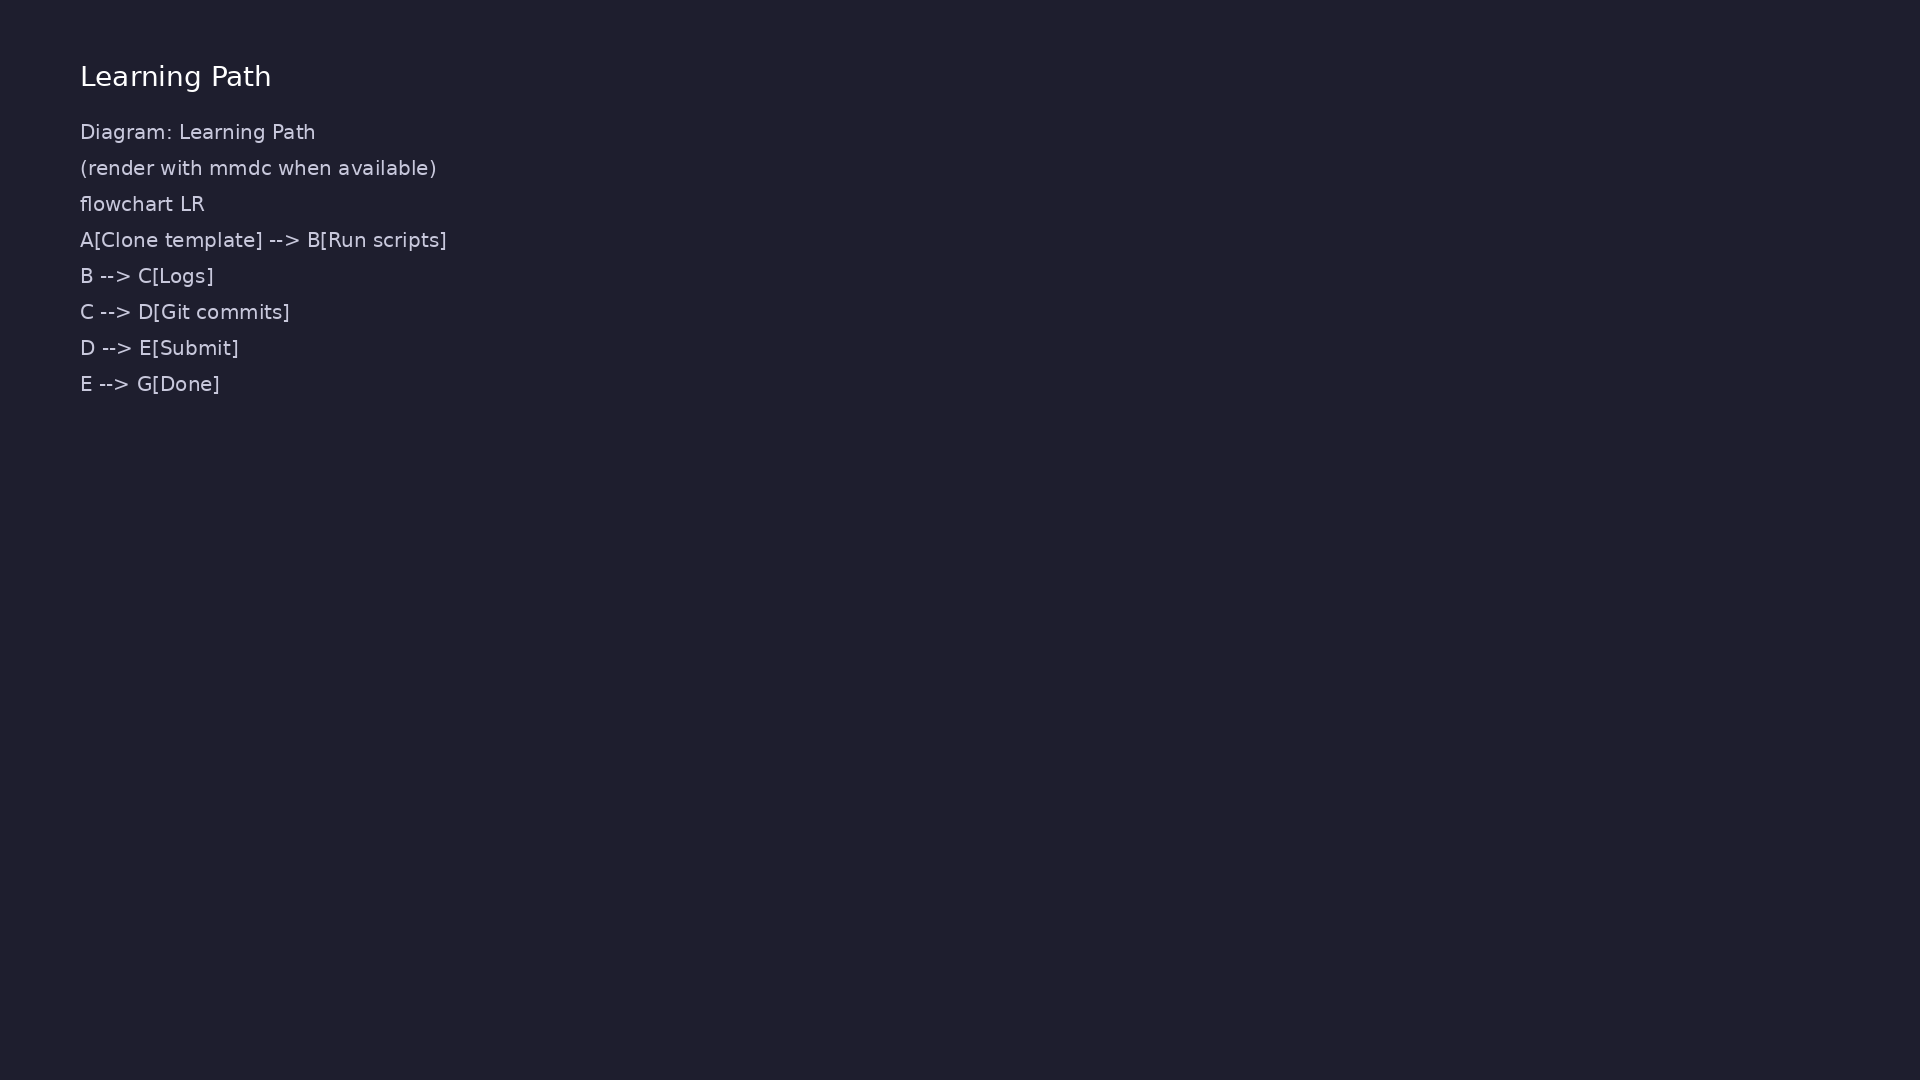 Learning Path
Diagram: Learning Path
(render with mmdc when available)
flowchart LR
A[Clone template] --> B[Run scripts]
B --> C[Logs]
C --> D[Git commits]
D --> E[Submit]
E --> G[Done]